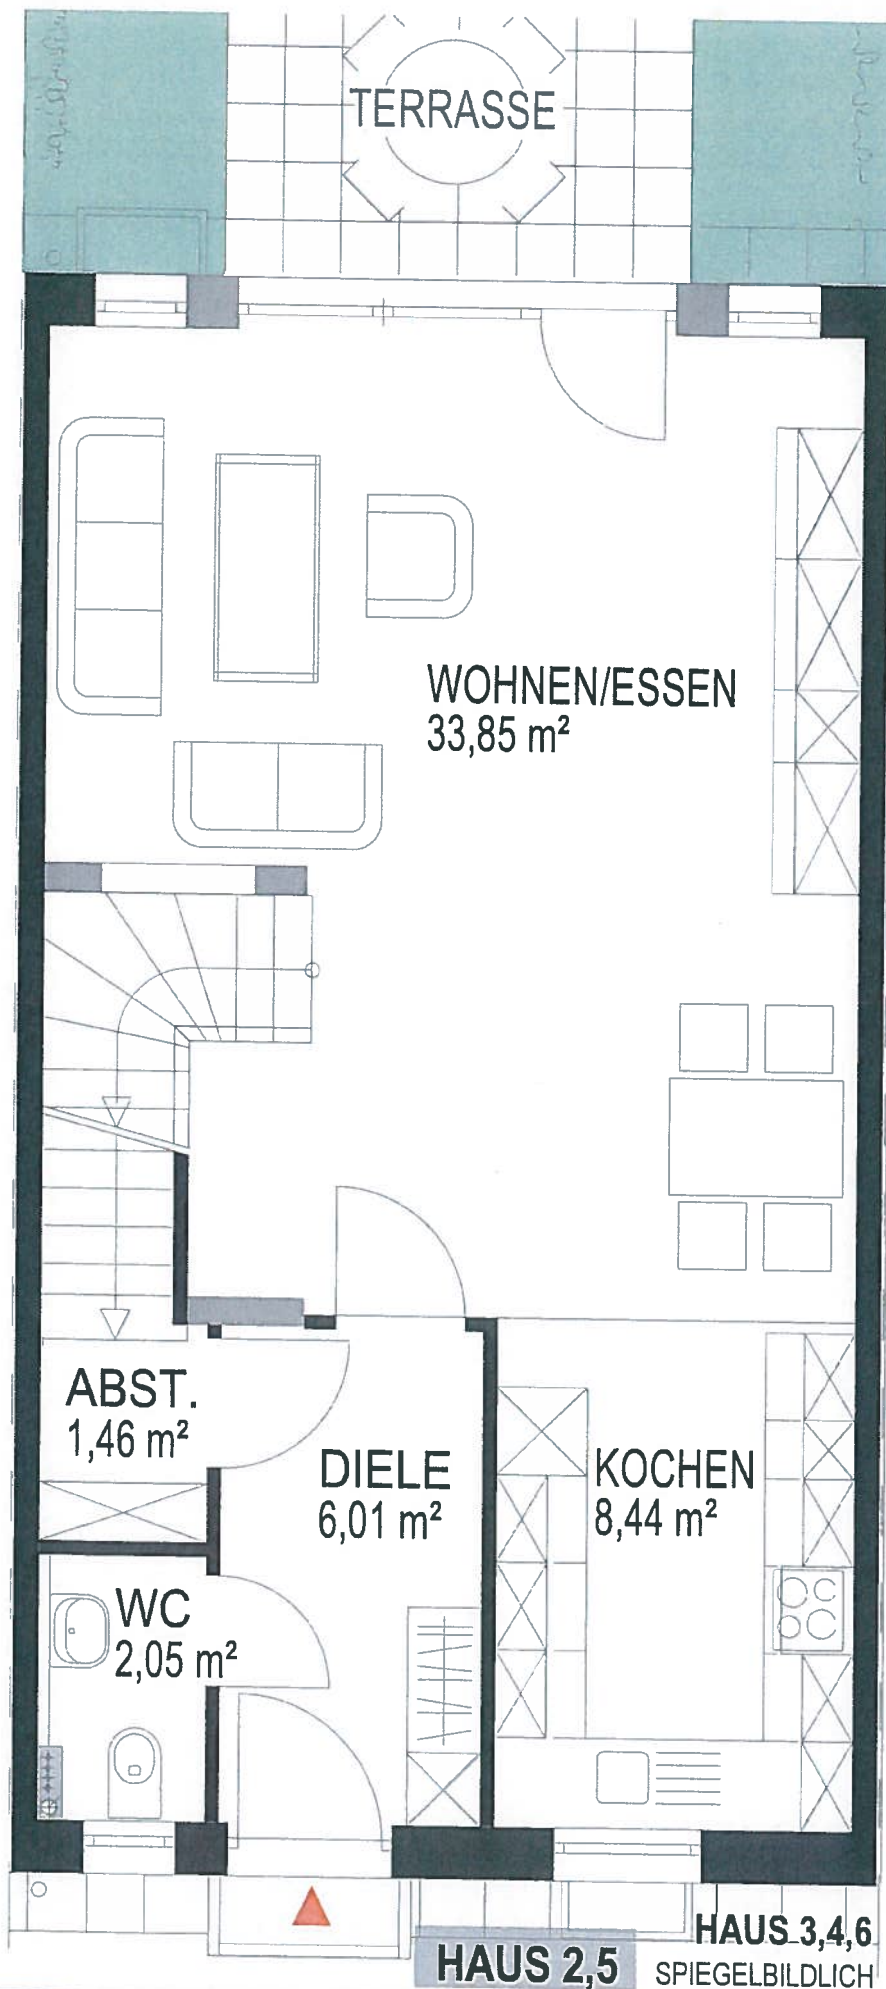 TERRASSE
WOHNEN/ESSEN
33,85 m²
ABST.
1,46 m²
DIELE
6,01 m²
KOCHEN
8,44 m²
WC
2,05 m²
HAUS 2,5
HAUS 3,4,6
SPIEGELBILDLICH